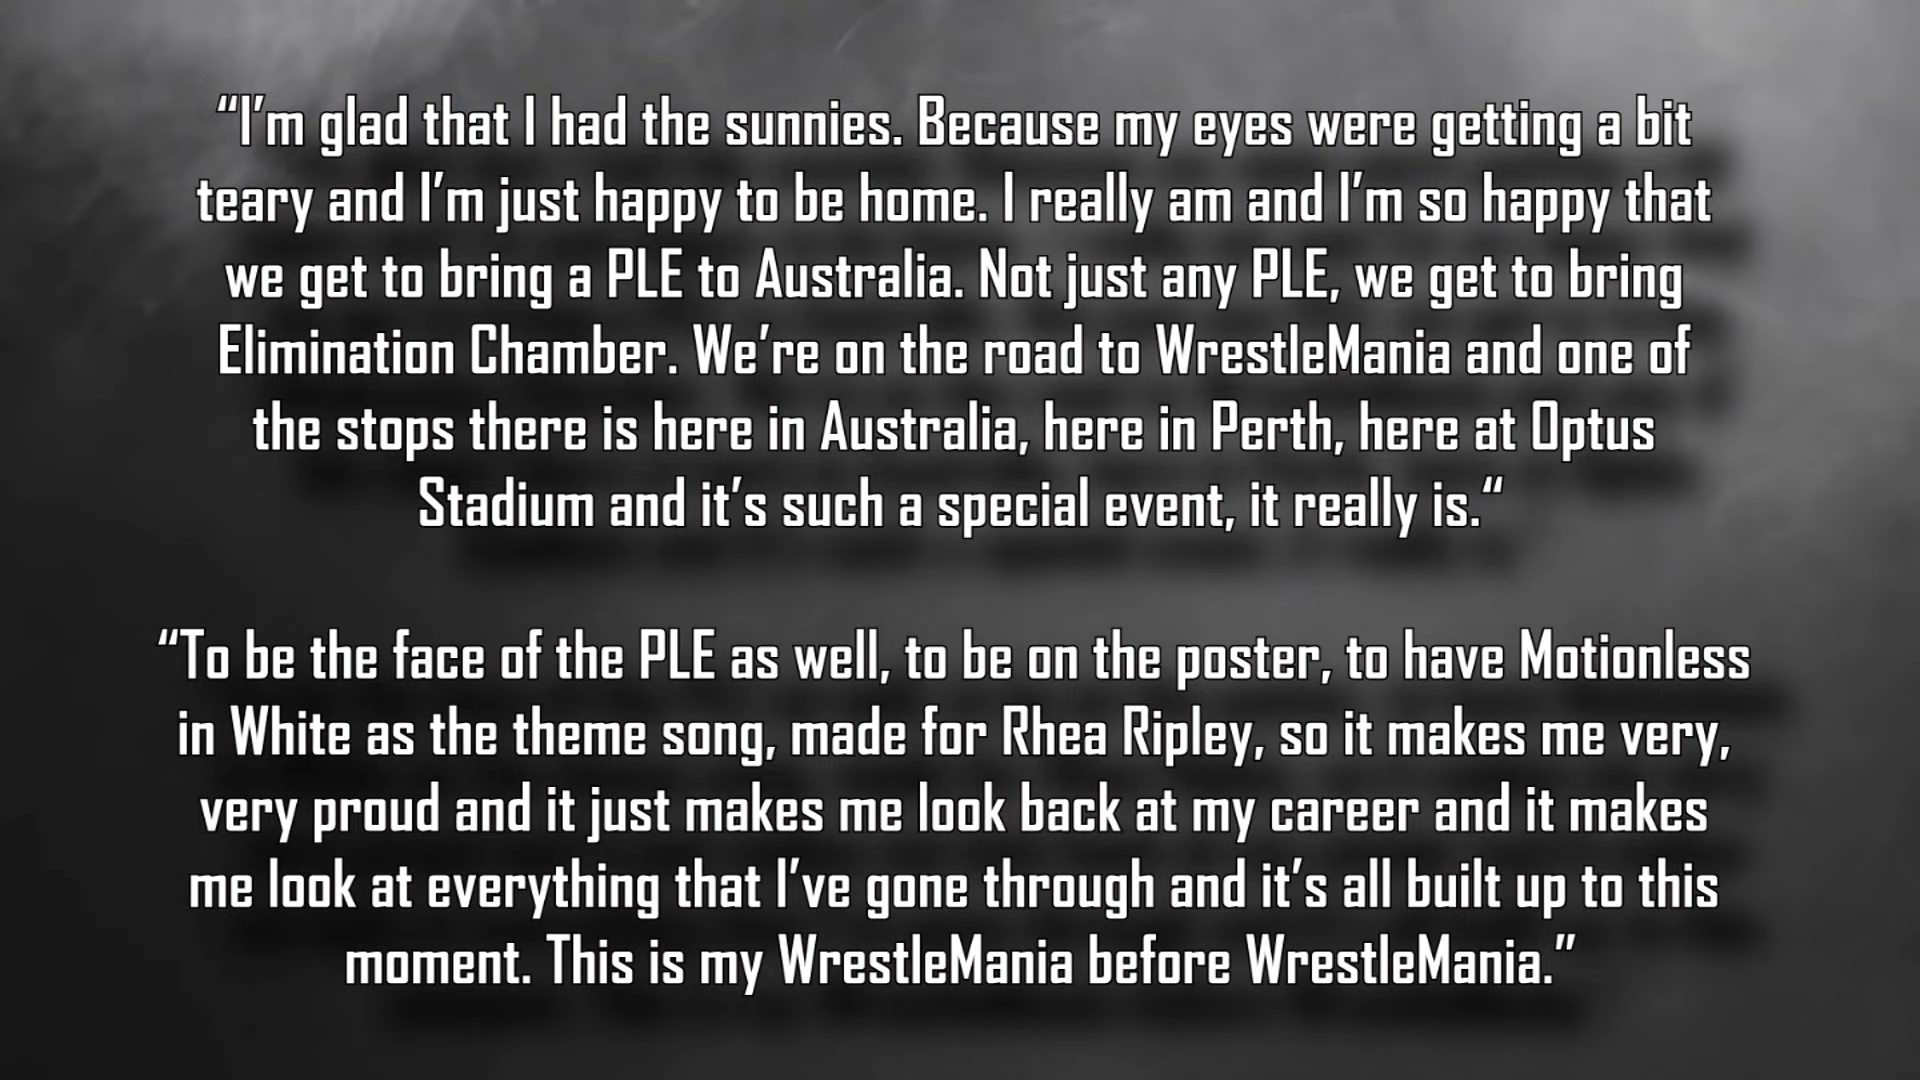 “I’m glad that I had the sunnies. Because my eyes were getting a bit
teary and I’m just happy to be home. I really am and I’m so happy that
we get to bring a PLE to Australia. Not just any PLE, we get to bring
Elimination Chamber. We’re on the road to WrestleMania and one of
the stops there is here in Australia, here in Perth, here at Optus
Stadium and it’s such a special event, it really is.“
“To be the face of the PLE as well, to be on the poster, to have Motionless
in White as the theme song, made for Rhea Ripley, so it makes me very,
very proud and it just makes me look back at my career and it makes
me look at everything that I’ve gone through and it’s all built up to this
moment. This is my WrestleMania before WrestleMania.”